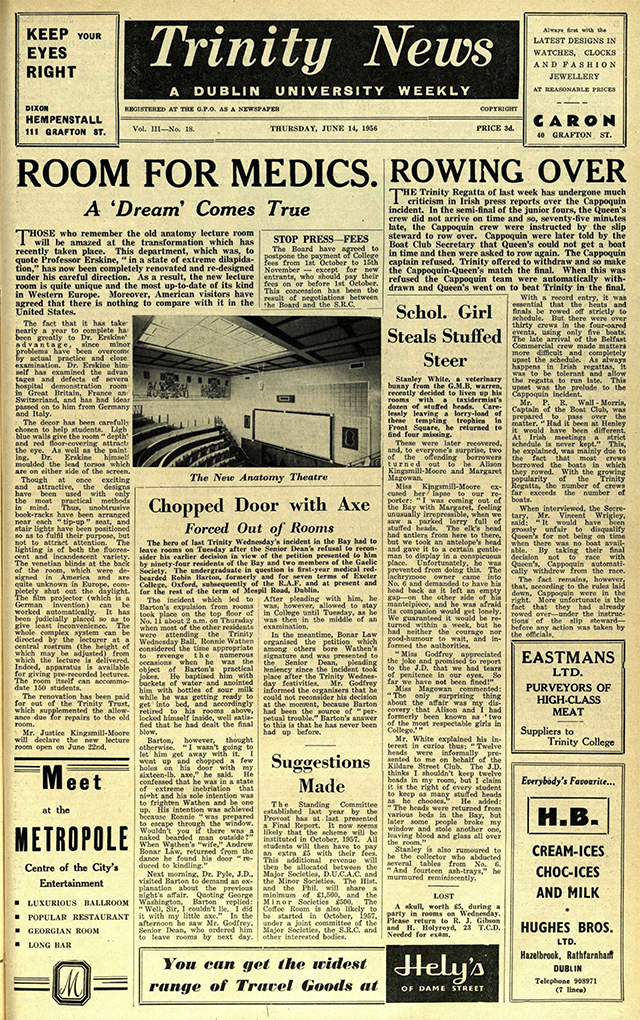 KEEP YOUR
EYES
RIGHT
DIXON
HEMPENSTALL
111 GRAFTON ST.
Trinity News
A DUBLIN UNIVERSITY WEEKLY
REGISTERED AT THE G.P.O. AS A NEWSPAPER
COPYRIGHT
Vol. III—No. 18.
THURSDAY, JUNE 14, 1956
PRICE 3d.
Always first with the
LATEST DESIGNS IN
WATCHES, CLOCKS
AND FASHION
JEWELLERY
AT REASONABLE PRICES
CARON
40 GRAFTON ST.
ROOM FOR MEDICS.
A 'Dream' Comes True
THOSE who remember the old anatomy lecture room
will be amazed at the transformation which has
recently taken place. This department, which was, to
quote Professor Erskine, "in a state of extreme dilapida-
tion," has now been completely renovated and re-designed
under his careful direction. As a result, the new lecture
room is quite unique and the most up-to-date of its kind
in Western Europe. Moreover, American visitors have
agreed that there is nothing to compare with it in the
United States.
The fact that it has take
nearly a year to complete ha
been greatly to Dr. Erskine'
advantage, since minor
problems have been overcome
by actual practice and close
examination. Dr. Erskine him
self has examined the advan
tages and defects of severa
hospital demonstration room
in Great Britain, France an
Switzerland, and has had idea
passed on to him from Germany
and Italy.
The decor has been carefully
chosen to help students. Ligh
blue walls give the room "depth"
and red floor-covering attract
the eye. As well as the paint-
ing, Dr. Erskine himself
moulded the lead torsos which
are on either side of the screen.
Though at once exciting
and attractive, the designs
have been used with only
the most practical methods
in mind. Thus, unobtrusive
book-racks have been arranged
near each "tip-up" seat, and
stair lights have been positioned
so as to fulfil their purpose, but
not to attract attention. The
lighting is of both the fluores-
cent and incandescent variety.
The venetian blinds at the back
of the room, which were de-
signed in America and are
quite unknown in Europe, com-
pletely shut out the daylight.
The film projector (which is a
German invention) can be
worked automatically. It has
been judicially placed so as to
give least inconvenience. The
whole complex system can be
directed by the lecturer at a
central rostrum (the height of
which may be adjusted) from
which the lecture is delivered.
Indeed, apparatus is available
for giving pre-recorded lectures.
The room itself can accommo-
date 150 students.
The renovation has been paid
for out of the Trinity Trust,
which supplemented the allow-
ance due for repairs to the old
room.
Mr. Justice Kingsmill-Moore
will declare the new lecture
room open on June 22nd.
STOP PRESS—FEES
The Board have agreed to
postpone the payment of College
fees from 1st October to 15th
November — except for new
entrants, who should pay their
fees on or before 1st October.
This concession has been the
result of negotiations between
the Board and the S.R.C.
The New Anatomy Theatre
Chopped Door with Axe
Forced Out of Rooms
The hero of last Trinity Wednesday's incident in the Bay had to
leave rooms on Tuesday after the Senior Dean's refusal to recon-
sider his earlier decision in view of the petition presented to him
by ninety-four residents of the Bay and two members of the Gaelic
Society. The undergraduate in question is first-year medical red-
bearded Robin Barton, formerly and for seven terms of Exeter
College, Oxford, subsequently of the R.A.F. and at present and
for the rest of the term of Mespil Road, Dublin.
The incident which led to
Barton's expulsion from rooms
took place on the top floor of
No. 11 about 2 a.m. on Thursday
when most of the other residents
were attending the Trinity
Wednesday Ball. Ronnie Wathen
considered the time appropriate
to revenge the numerous
occasions when he was the
object of Barton's practical
jokes. He baptised him with
buckets of water and anointed
him with bottles of sour milk
while he was getting ready to
get into bed, and accordingly
retired to his rooms above,
locked himself inside, well satis-
fied that he had dealt the final
blow.
Barton, however, thought
otherwise. "I wasn't going to
let him get away with it. I
went up and chopped a few
holes on his door with my
sixteen-lb. axe," he said. He
confessed that he was in a state
of extreme inebriation that
night and his sole intention was
to frighten Wathen and be one
up. His intention was achieved
because Ronnie "was prepared
to escape through the window.
Wouldn't you if there was a
naked bearded man outside?"
When Wathen's "wife," Andrew
Bonar Law, returned from the
dance he found his door "re-
duced to kindling."
Next morning, Dr. Pyle, J.D.,
visited Barton to demand an ex-
planation about the previous
night's affair. Quoting George
Washington, Barton replied:
"Well, Sir, I couldn't lie. I did
it with my little axe." In the
afternoon he saw Mr. Godfrey,
Senior Dean, who ordered him
to leave rooms by next day.
After pleading with him, he
was, however, allowed to stay
in College until Tuesday, as he
was then in the middle of an
examination.
In the meantime, Bonar Law
organised the petition which
among others bore Wathen's
signature and was presented to
the Senior Dean, pleading
leniency since the incident took
place after the Trinity Wednes-
day festivities. Mr. Godfrey
informed the organisers that he
could not reconsider his decision
at the moment, because Barton
had been the source of "per-
petual trouble." Barton's answer
to this is that he has never been
had up before.
Suggestions
Made
The Standing Committee
established last year by the
Provost has at last presented
a Final Report. It now seems
likely that the scheme will be
instituted in October, 1957. All
students will then have to pay
an extra £5 with their fees.
This additional revenue will
then be allocated between the
Major Societies, D.U.C.A.C. and
the Minor Societies. The Hist.
and the Phil. will share a
minimum of £1,500, and the
Minor Societies £500. The
Coffee Room is also likely to
be started in October, 1957,
under a joint committee of the
Major Societies, the S.R.C. and
other interested bodies.
ROWING OVER
THE Trinity Regatta of last week has undergone much
criticism in Irish press reports over the Cappoquin
incident. In the semi-final of the junior fours, the Queen's
crew did not arrive on time and so, seventy-five minutes
late, the Cappoquin crew were instructed by the slip
steward to row over. Cappoquin were later told by the
Boat Club Secretary that Queen's could not get a boat
in time and then were asked to row again. The Cappoquin
captain refused. Trinity offered to withdraw and so make
the Cappoquin-Queen's match the final. When this was
refused the Cappoquin team were automatically with-
drawn and Queen's went on to beat Trinity in the final.
Schol. Girl
Steals Stuffed
Steer
Stanley White, a veterinary
bunny from the G.M.B. warren,
recently decided to liven up his
rooms with a taxidermist's
dozen of stuffed heads. Care-
lessly leaving a lorry-load of
these tempting trophies in
Front Square, he returned to
find four missing.
These were later recovered,
and, to everyone's surprise, two
of the offending borrowers
turned out to be Alison
Kingsmill-Moore and Margaret
Magowan.
Miss Kingsmill-Moore ex-
cused her lapse to our re-
porter: "I was coming out of
the Bay with Margaret, feeling
unusually irrepressible, when we
saw a parked lorry full of
stuffed heads. The elk's head
had antlers from here to there,
but we took an antelope's head
and gave it to a certain gentle-
man to display in a conspicuous
place. Unfortunately, he was
prevented from doing this. The
tachymose owner came into
No. 6 and demanded to have his
head back as it left an empty
gap—on the other side of his
mantelpiece, and he was afraid
its companion would get lonely.
We guaranteed it would be re-
turned within a week, but he
had neither the courage nor
good-humour to wait, and in-
formed the authorities.
"Miss Godfrey appreciated
the joke and promised to report
to the J.D. that we had tears
of penitence in our eyes. So
far we have not been fined!"
Miss Magowan commented:
"The only surprising thing
about the affair was my dis-
covery that Alison and I had
formerly been known as 'two
of the most respectable girls in
College.'"
Mr. White explained his in-
terest in curios thus: "Twelve
heads were informally pre-
sented to me on behalf of the
Kildare Street Club. The J.D.
thinks I shouldn't keep twelve
heads in my room, but I claim
it is the right of every student
to keep as many stuffed heads
as he chooses." He added:
"The heads were returned from
various beds in the Bay, but
later some people broke my
window and stole another one,
leaving blood and glass all over
the room."
Stanley is also rumoured to
be the collector who abducted
several tables from No. 6.
"And fourteen ash-trays," he
murmured reminiscently.
LOST
A skull, worth £5, during a
party in rooms on Wednesday.
Please return to R. J. Gibson
and H. Holyroyd, 23 T.C.D.
Needed for exam.
With a record entry, it was
essential that the heats and
finals be rowed off strictly to
schedule. But there were over
thirty crews in the four-oared
events, using only five boats.
The late arrival of the Belfast
Commercial crew made matters
more difficult and completely
upset the schedule. As always
happens in Irish regattas, it
was to be tolerant and allow
the regatta to run late. This
upset was the prelude to the
Cappoquin incident.
Mr. P. R. Wall-Morris,
Captain of the Boat Club, was
prepared to pass over the
matter. "Had it been at Henley
it would have been different.
At Irish meetings a strict
schedule is never kept." This,
he explained, was mainly due to
the fact that most crews
borrowed the boats in which
they rowed. With the growing
popularity of the Trinity
Regatta, the number of crews
far exceeds the number of
boats.
When interviewed, the Secre-
tary, Mr. Vincent Wrigley,
said: "It would have been
grossly unfair to disqualify
Queen's for not being on time
when there was no boat avail-
able. By taking their final
decision not to race with
Queen's, Cappoquin automati-
cally withdrew from the race.
The fact remains, however,
that, according to the rules laid
down, Cappoquin were in the
right. More unfortunate is the
fact that they had already
rowed over—under the instruc-
tions of the slip steward—
before any action was taken by
the officials.
EASTMANS
LTD.
PURVEYORS OF
HIGH-CLASS
MEAT
Suppliers to
Trinity College
Everybody's Favourite...
H.B.
CREAM-ICES
CHOC-ICES
AND MILK
HUGHES BROS.
LTD.
Hazelbrook, Rathfarnham
DUBLIN
Telephone 908971
(7 lines)
Meet
at the
METROPOLE
Centre of the City's
Entertainment
LUXURIOUS BALLROOM
POPULAR RESTAURANT
GEORGIAN ROOM
LONG BAR
M
You can get the widest
range of Travel Goods at
Hely's
OF DAME STREET